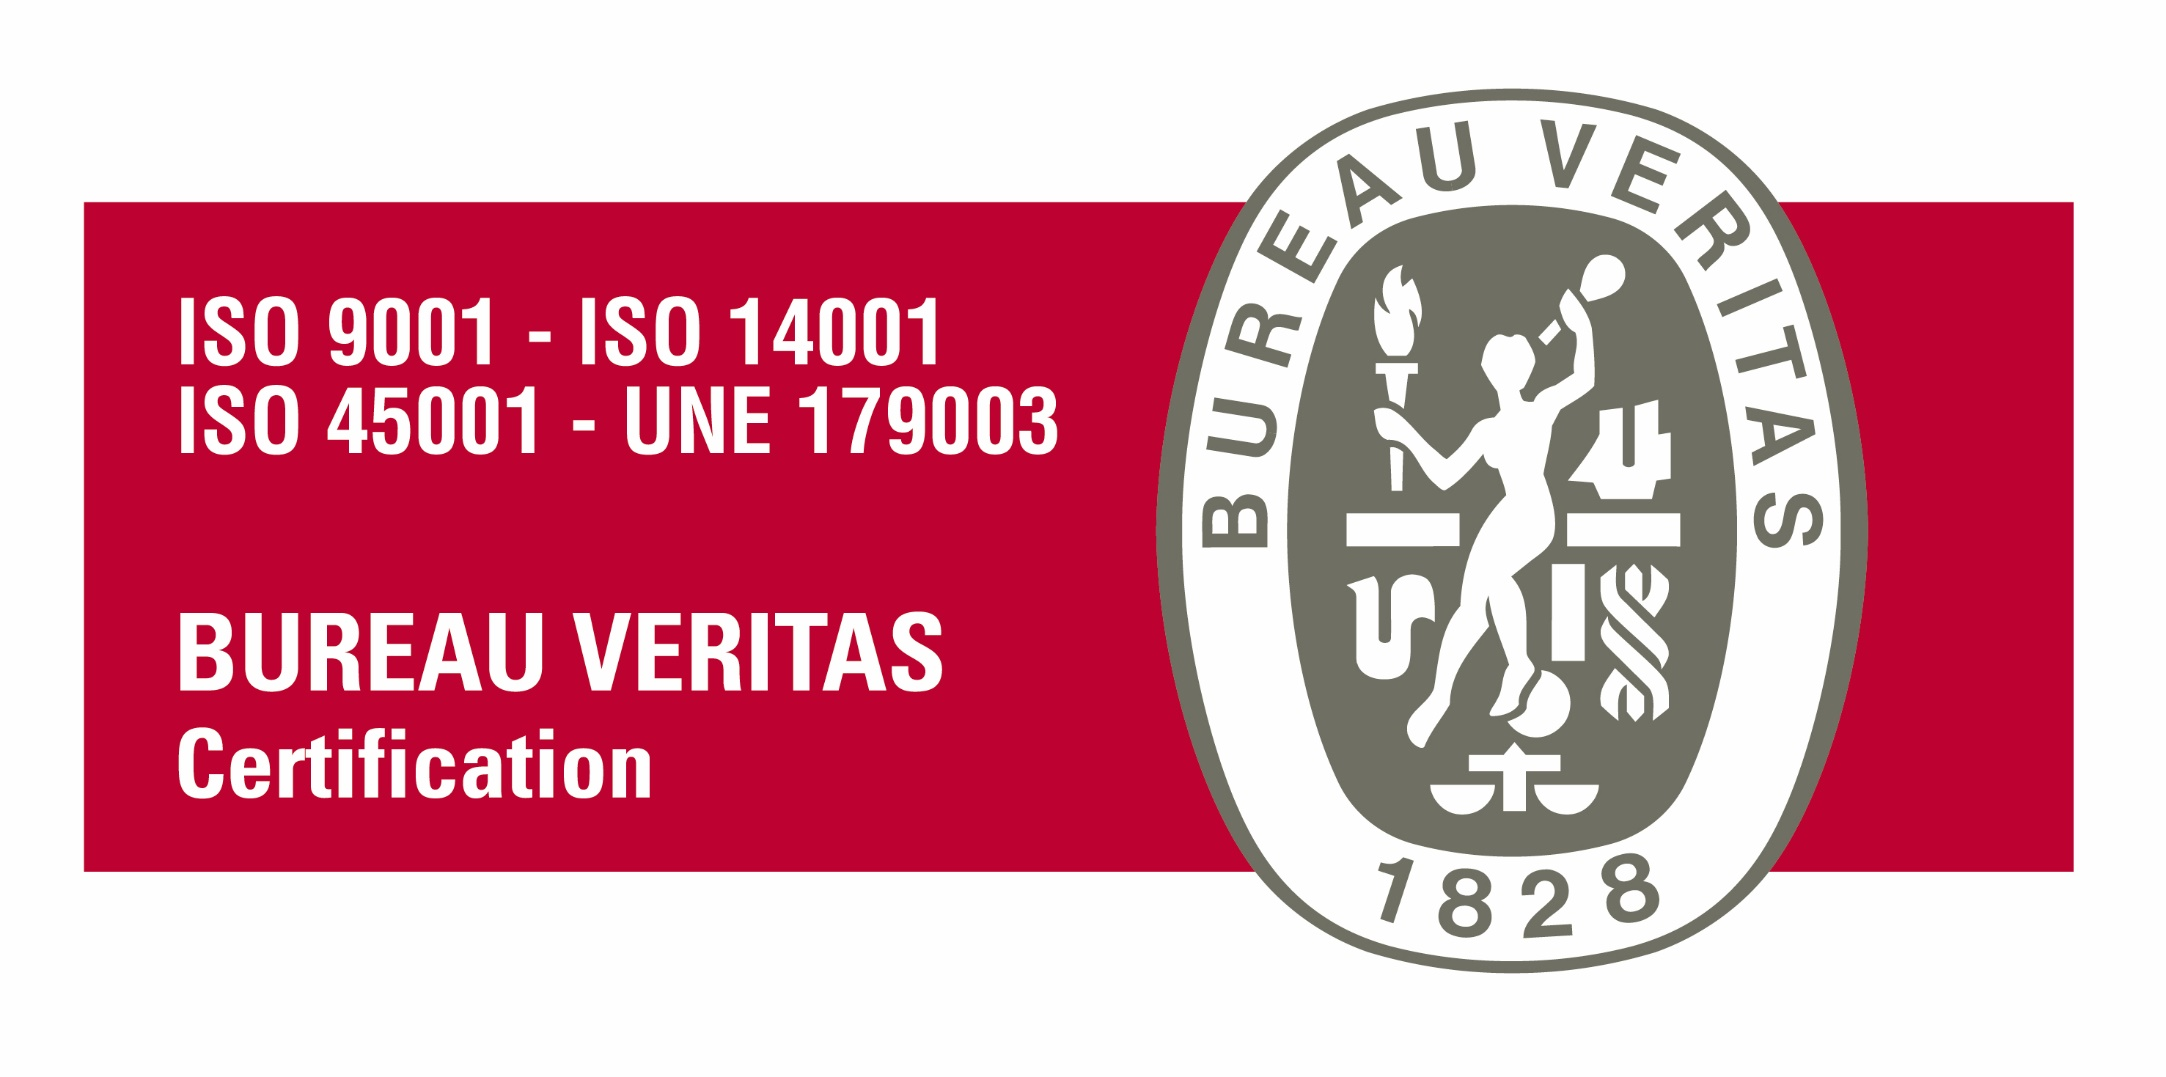 ISO 9001 - ISO 14001
ISO 45001 - UNE 179003
BUREAU VERITAS
Certification
BUREAU VERITAS
1828